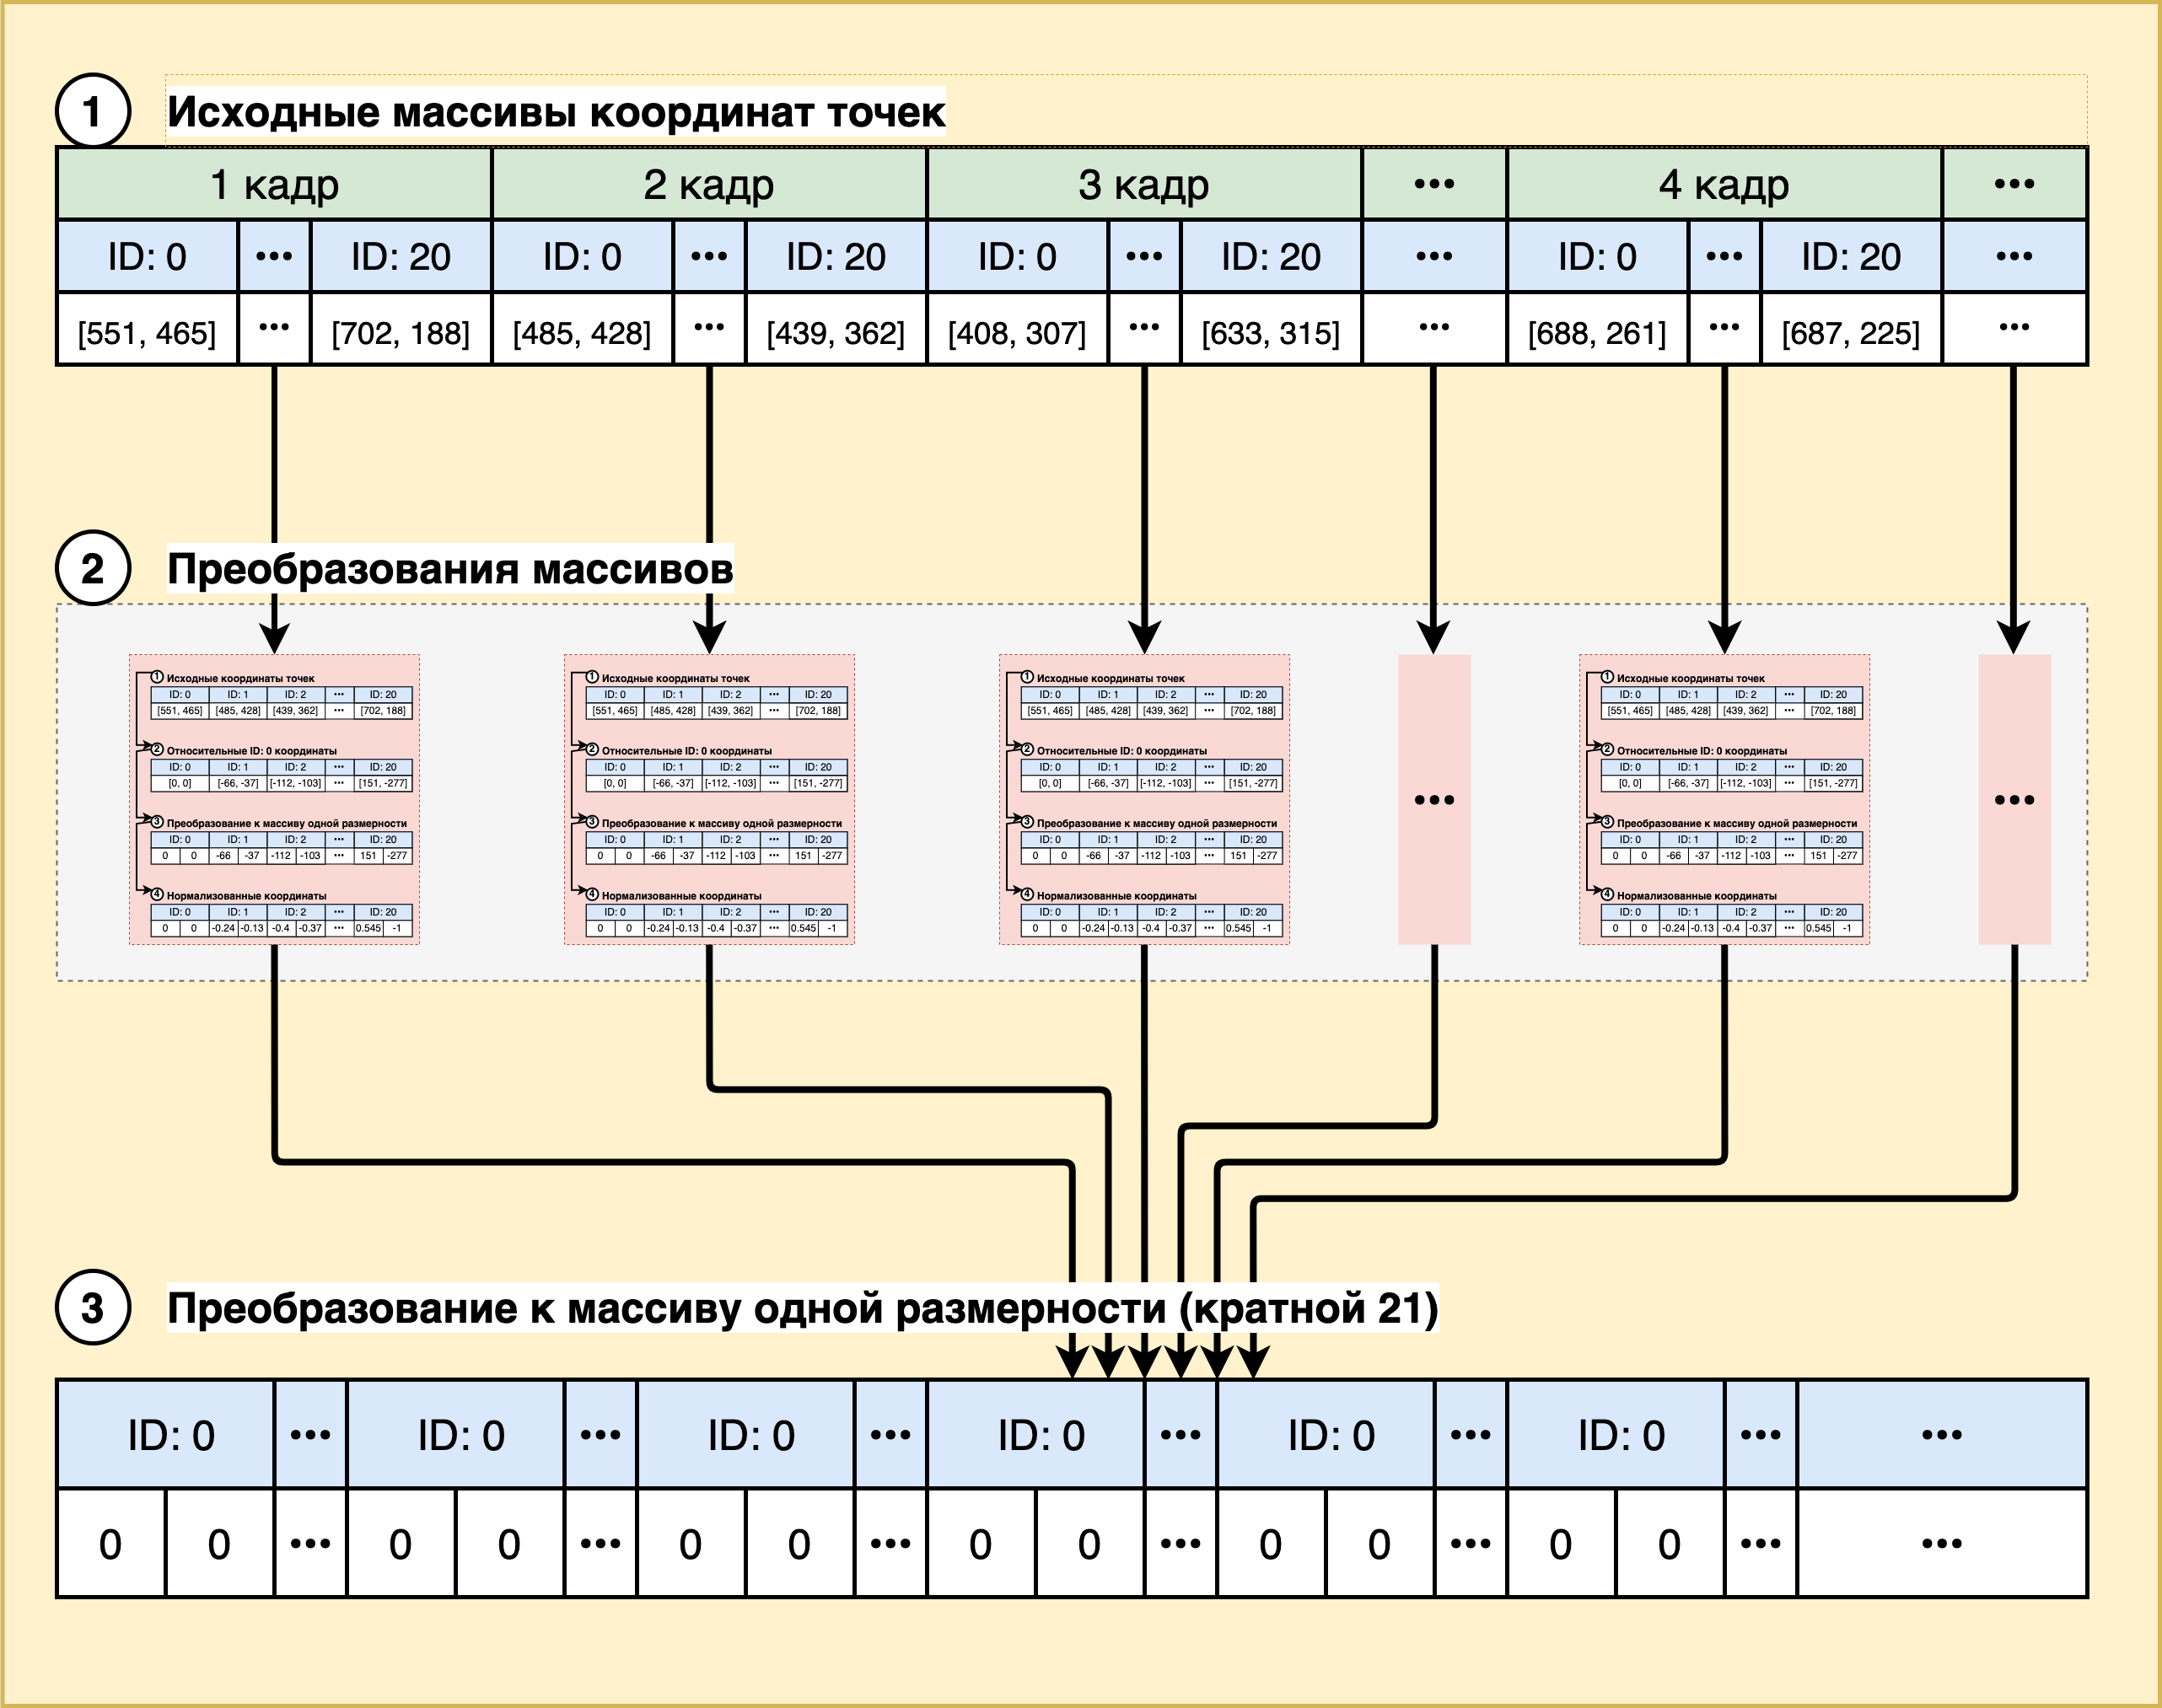 1 Исходные массивы координат точек
1 кадр 2 кадр 3 кадр ••• 4 кадр •••
ID: 0 ••• ID: 20 ID: 0 ••• ID: 20 ID: 0 ••• ID: 20 ••• ID: 0 ••• ID: 20 •••
[551, 465] ••• [702, 188] [485, 428] ••• [439, 362] [408, 307] ••• [633, 315] ••• [688, 261] ••• [687, 225] •••
2 Преобразования массивов
1 Исходные координаты точек
ID: 0 ID: 1 ID: 2 ••• ID: 20
[551, 465] [485, 428] [439, 362] ••• [702, 188]
2 Относительные ID: 0 координаты
ID: 0 ID: 1 ID: 2 ••• ID: 20
[0, 0] [-66, -37] [-112, -103] ••• [151, -277]
3 Преобразование к массиву одной размерности
ID: 0 ID: 1 ID: 2 ••• ID: 20
0 0 -66 -37 -112 -103 ••• 151 -277
4 Нормализованные координаты
ID: 0 ID: 1 ID: 2 ••• ID: 20
0 0 -0.24 -0.13 -0.4 -0.37 ••• 0.545 -1
1 Исходные координаты точек
ID: 0 ID: 1 ID: 2 ••• ID: 20
[551, 465] [485, 428] [439, 362] ••• [702, 188]
2 Относительные ID: 0 координаты
ID: 0 ID: 1 ID: 2 ••• ID: 20
[0, 0] [-66, -37] [-112, -103] ••• [151, -277]
3 Преобразование к массиву одной размерности
ID: 0 ID: 1 ID: 2 ••• ID: 20
0 0 -66 -37 -112 -103 ••• 151 -277
4 Нормализованные координаты
ID: 0 ID: 1 ID: 2 ••• ID: 20
0 0 -0.24 -0.13 -0.4 -0.37 ••• 0.545 -1
1 Исходные координаты точек
ID: 0 ID: 1 ID: 2 ••• ID: 20
[551, 465] [485, 428] [439, 362] ••• [702, 188]
2 Относительные ID: 0 координаты
ID: 0 ID: 1 ID: 2 ••• ID: 20
[0, 0] [-66, -37] [-112, -103] ••• [151, -277]
3 Преобразование к массиву одной размерности
ID: 0 ID: 1 ID: 2 ••• ID: 20
0 0 -66 -37 -112 -103 ••• 151 -277
4 Нормализованные координаты
ID: 0 ID: 1 ID: 2 ••• ID: 20
0 0 -0.24 -0.13 -0.4 -0.37 ••• 0.545 -1
•••
1 Исходные координаты точек
ID: 0 ID: 1 ID: 2 ••• ID: 20
[551, 465] [485, 428] [439, 362] ••• [702, 188]
2 Относительные ID: 0 координаты
ID: 0 ID: 1 ID: 2 ••• ID: 20
[0, 0] [-66, -37] [-112, -103] ••• [151, -277]
3 Преобразование к массиву одной размерности
ID: 0 ID: 1 ID: 2 ••• ID: 20
0 0 -66 -37 -112 -103 ••• 151 -277
4 Нормализованные координаты
ID: 0 ID: 1 ID: 2 ••• ID: 20
0 0 -0.24 -0.13 -0.4 -0.37 ••• 0.545 -1
•••
3 Преобразование к массиву одной размерности (кратной 21)
ID: 0 ••• ID: 0 ••• ID: 0 ••• ID: 0 ••• ID: 0 ••• ID: 0 ••• •••
0 0 ••• 0 0 ••• 0 0 ••• 0 0 ••• 0 0 ••• 0 0 ••• •••